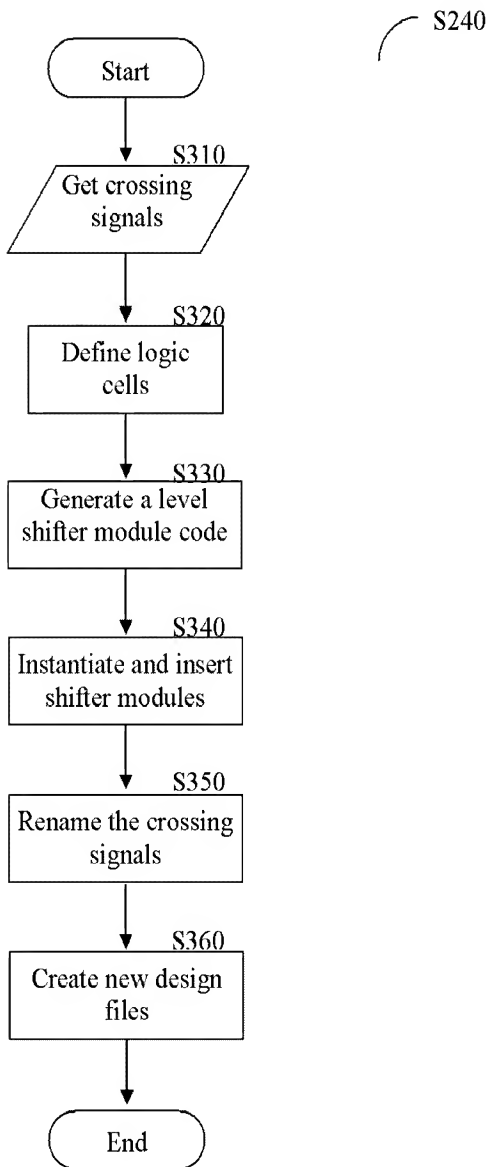 S240
Start
S310
Get crossing
signals
S320
Define logic
cells
S330
Generate a level
shifter module code
S340
Instantiate and insert
shifter modules
S350
Rename the crossing
signals
S360
Create new design
files
End